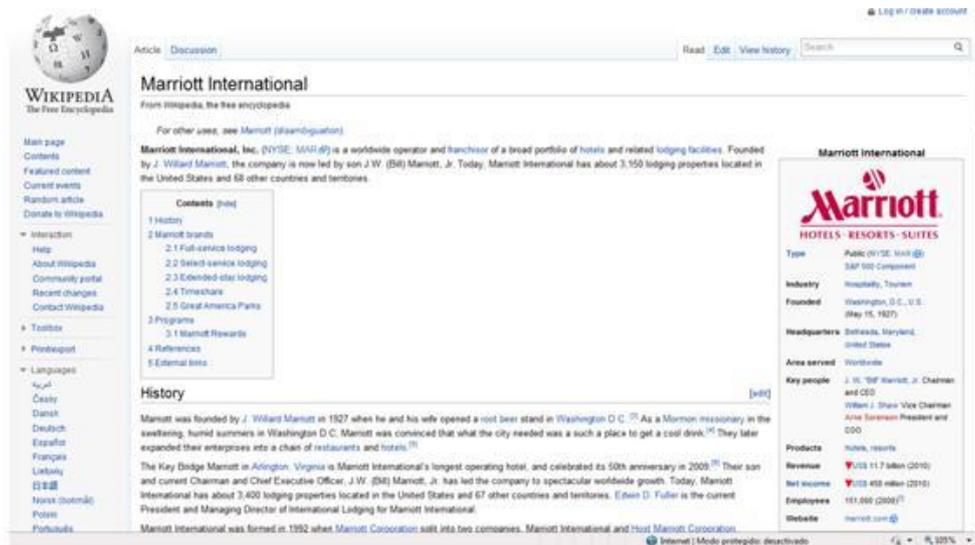 Log in / create account
WIKIPEDIA
The Free Encyclopedia
Main page
Contents
Featured content
Current events
Random article
Donate to Wikipedia
Interaction
Help
About Wikipedia
Community portal
Recent changes
Contact Wikipedia
Toolbox
Print/export
Languages
العربية
Česky
Dansk
Deutsch
Español
Français
Lietuvių
日本語
Norsk (bokmål)
Polski
Português
Article Discussion
Read Edit View history
Search
Marriott International
From Wikipedia, the free encyclopedia
For other uses, see Marriott (disambiguation).
Marriott International, Inc. (NYSE: MAR) is a worldwide operator and franchisor of a broad portfolio of hotels and related lodging facilities. Founded
by J. Willard Marriott, the company is now led by son J.W. (Bill) Marriott, Jr. Today, Marriott International has about 3,150 lodging properties located in
the United States and 68 other countries and territories.
Contents [hide]
1 History
2 Marriott brands
2.1 Full-service lodging
2.2 Select-service lodging
2.3 Extended-stay lodging
2.4 Timeshare
2.5 Great America Parks
3 Programs
3.1 Marriott Rewards
4 References
5 External links
History [edit]
Marriott was founded by J. Willard Marriott in 1927 when he and his wife opened a root beer stand in Washington D.C. As a Mormon missionary in the
sweltering, humid summers in Washington D.C. Marriott was convinced that what the city needed was such a place to get a cool drink.[4] They later
expanded their enterprises into a chain of restaurants and hotels.
The Key Bridge Marriott in Arlington, Virginia is Marriott International's longest operating hotel, and celebrated its 50th anniversary in 2009. Their son
and current Chairman and Chief Executive Officer, J.W. (Bill) Marriott, Jr. has led the company to spectacular worldwide growth. Today, Marriott
International has about 3,400 lodging properties located in the United States and 67 other countries and territories. Edwin D. Fuller is the current
President and Managing Director of International Lodging for Marriott International.
Marriott International was formed in 1992 when Marriott Corporation split into two companies, Marriott International and Host Marriott Corporation.
Marriott International
Marriott
HOTELS · RESORTS · SUITES
Type Public (NYSE: MAR)
S&P 500 Component
Industry Hospitality, Tourism
Founded Washington, D.C., U.S.
(May 15, 1927)
Headquarters Bethesda, Maryland,
United States
Area served Worldwide
Key people J. W. "Bill" Marriott, Jr. Chairman
and CEO
William J. Shaw Vice Chairman
Arne Sorenson President and
COO
Products hotels, resorts
Revenue ▼US$ 11.7 billion (2010)
Net income ▼US$ 458 million (2010)
Employees 151,000 (2008)
Website marriott.com
Internet | Modo protegido: desactivado
105%